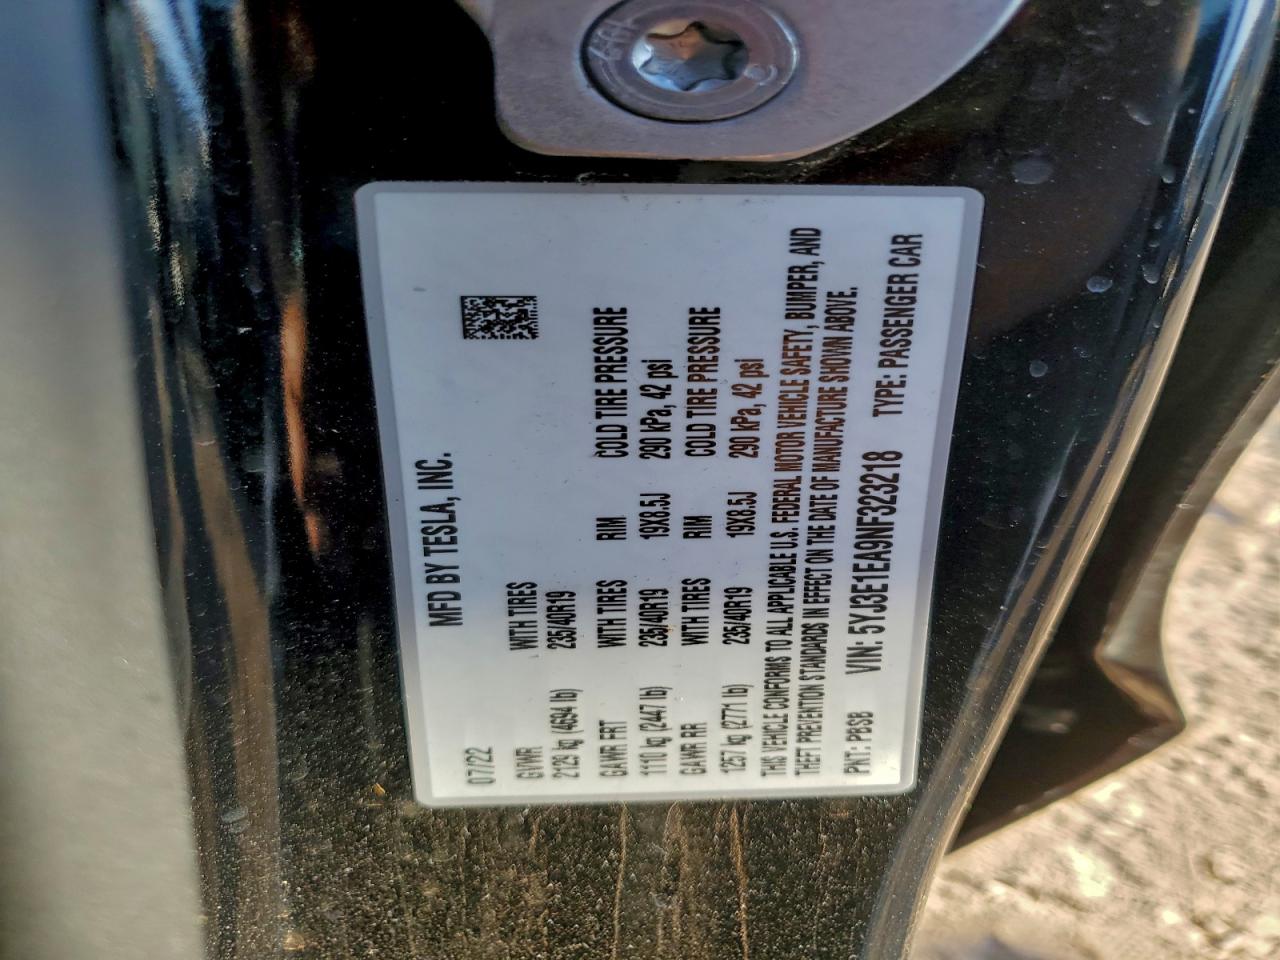 MFD BY TESLA, INC.
07/22
GVWR WITH TIRES
2129 kg (4694 lb) 235/40R19
GAWR FRT WITH TIRES RIM COLD TIRE PRESSURE
1110 kg (2447 lb) 235/40R19 19X8.5J 290 kPa, 42 psi
GAWR RR WITH TIRES RIM COLD TIRE PRESSURE
1257 kg (2771 lb) 235/40R19 19X8.5J 290 kPa, 42 psi
THIS VEHICLE CONFORMS TO ALL APPLICABLE U.S. FEDERAL MOTOR VEHICLE SAFETY, BUMPER, AND
THEFT PREVENTION STANDARDS IN EFFECT ON THE DATE OF MANUFACTURE SHOWN ABOVE.
PNT: PBSB VIN: 5YJ3E1EA9NF323218 TYPE: PASSENGER CAR